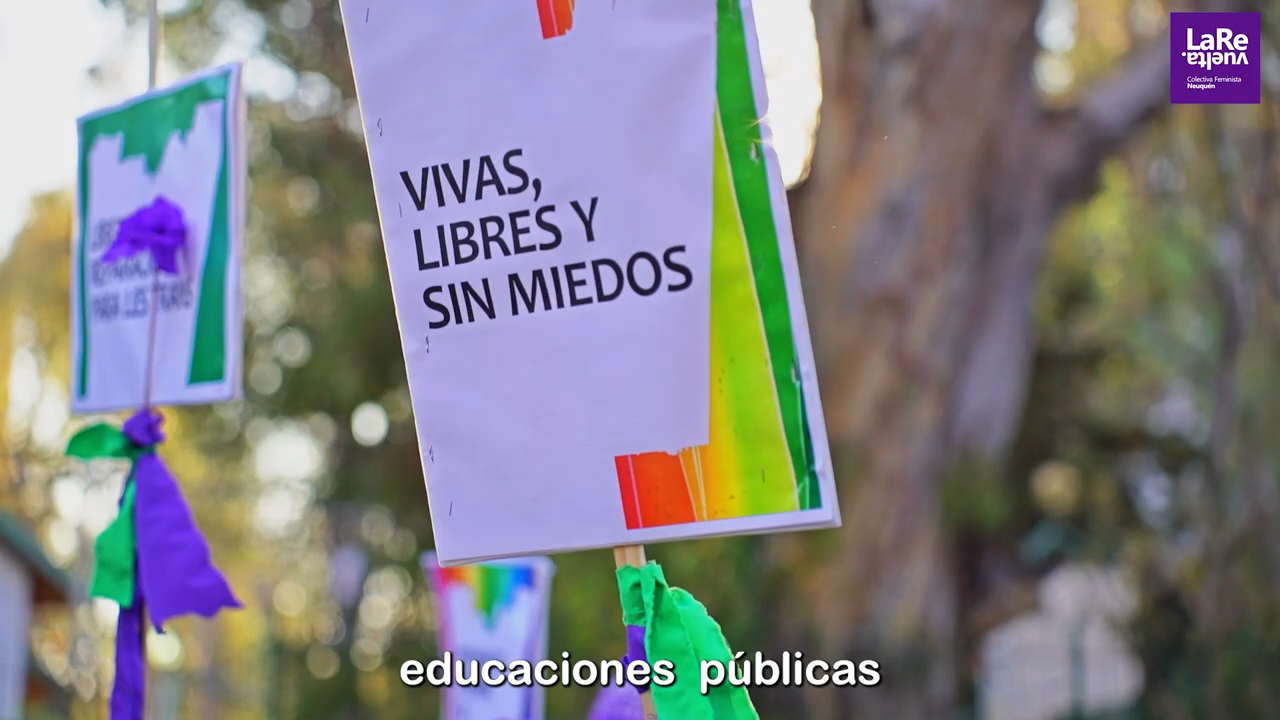 VIVAS,
LIBRES Y
SIN MIEDOS
LaRe
vuelta.
Colectiva Feminista
Neuquén
educaciones públicas